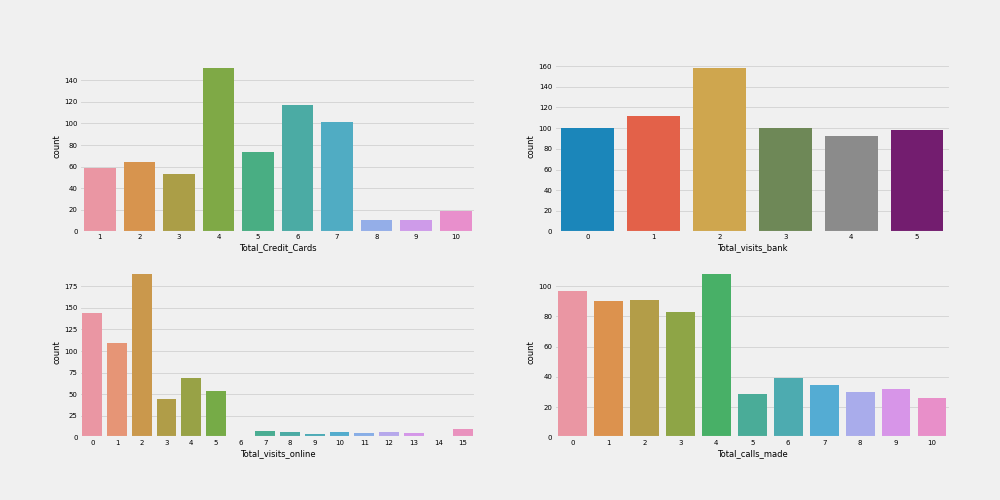 140
120
100
80
60
40
20
0
count
1 2 3 4 5 6 7 8 9 10
Total_Credit_Cards
160
140
120
100
80
60
40
20
0
count
0 1 2 3 4 5
Total_visits_bank
175
150
125
100
75
50
25
0
count
0 1 2 3 4 5 6 7 8 9 10 11 12 13 14 15
Total_visits_online
100
80
60
40
20
0
count
0 1 2 3 4 5 6 7 8 9 10
Total_calls_made